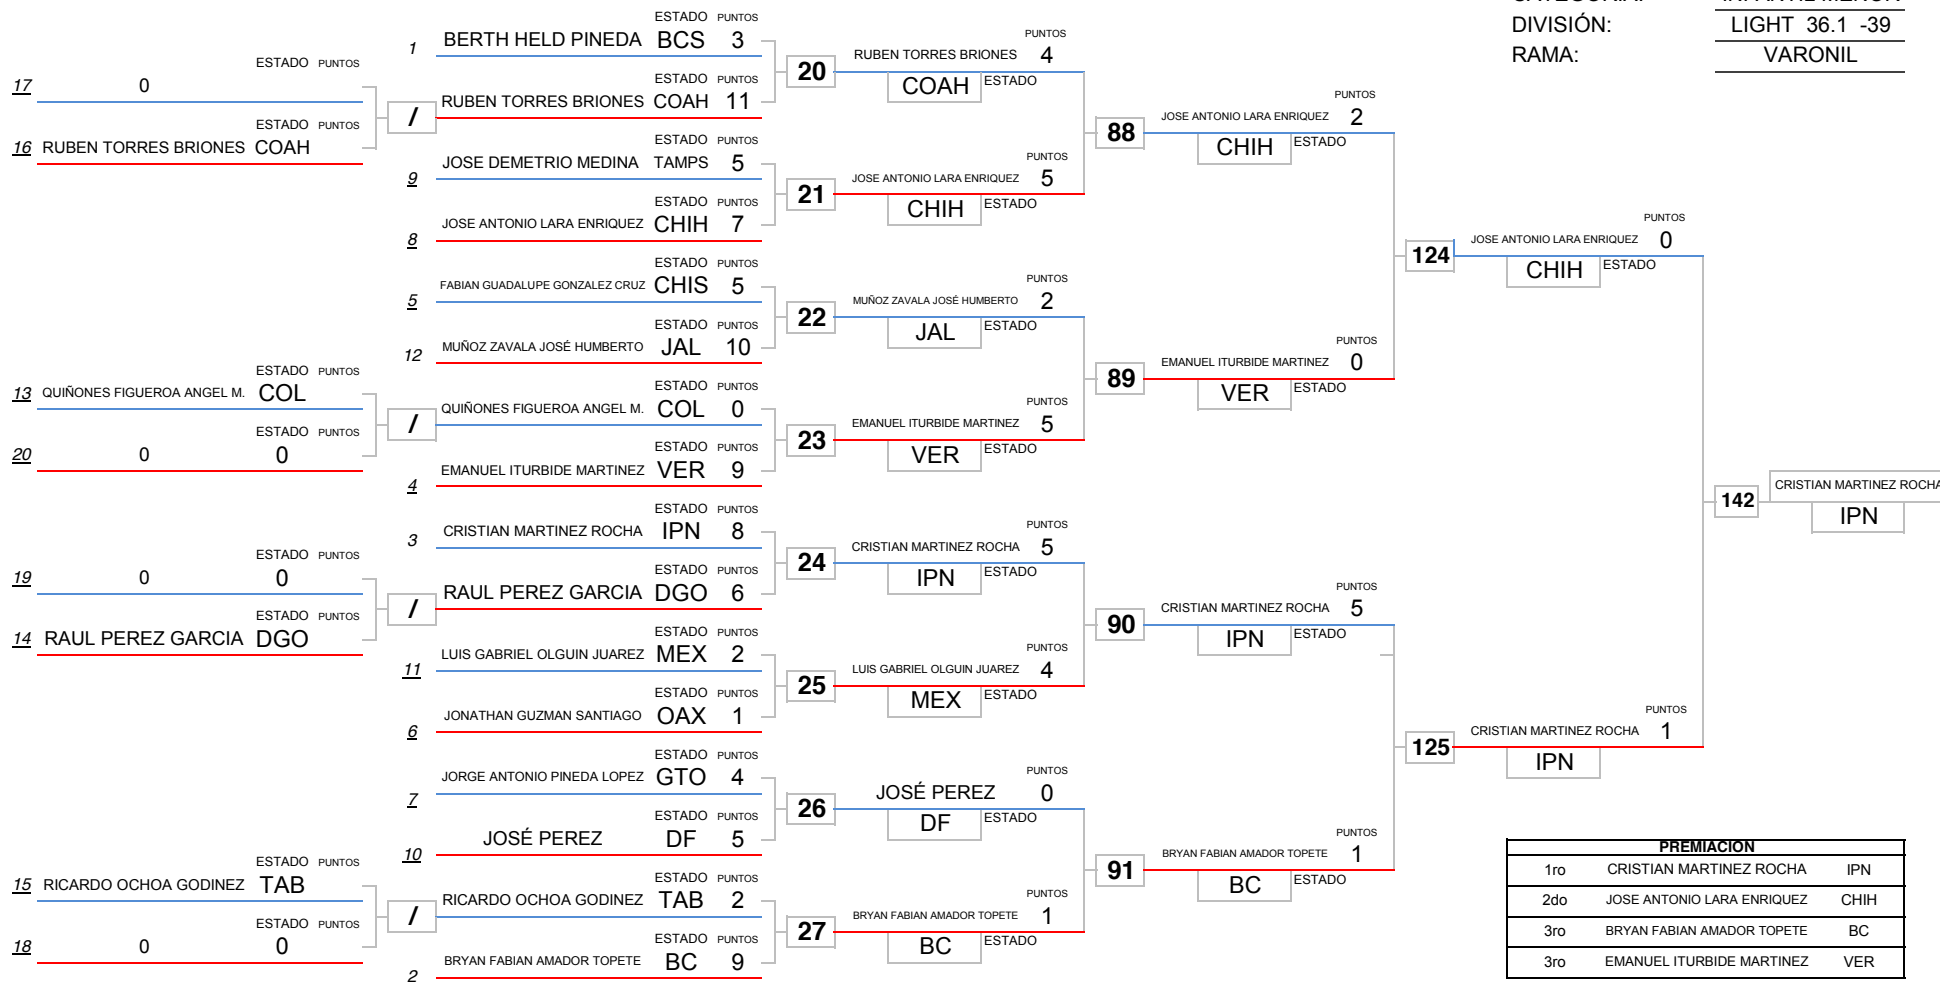 CATEGORÍA: INFANTIL MENOR
DIVISIÓN: LIGHT 36.1 -39
RAMA: VARONIL
17 0 ESTADO PUNTOS
16 RUBEN TORRES BRIONES ESTADO COAH PUNTOS
/
13 QUIÑONES FIGUEROA ANGEL M. ESTADO COL PUNTOS
20 0 ESTADO 0 PUNTOS
/
19 0 ESTADO 0 PUNTOS
14 RAUL PEREZ GARCIA ESTADO DGO PUNTOS
/
15 RICARDO OCHOA GODINEZ ESTADO TAB PUNTOS
18 0 ESTADO 0 PUNTOS
/
1 BERTH HELD PINEDA ESTADO BCS PUNTOS 3
RUBEN TORRES BRIONES ESTADO COAH PUNTOS 11
20
9 JOSE DEMETRIO MEDINA ESTADO TAMPS PUNTOS 5
8 JOSE ANTONIO LARA ENRIQUEZ ESTADO CHIH PUNTOS 7
21
5 FABIAN GUADALUPE GONZALEZ CRUZ ESTADO CHIS PUNTOS 5
12 MUÑOZ ZAVALA JOSÉ HUMBERTO ESTADO JAL PUNTOS 10
22
QUIÑONES FIGUEROA ANGEL M. ESTADO COL PUNTOS 0
4 EMANUEL ITURBIDE MARTINEZ ESTADO VER PUNTOS 9
23
3 CRISTIAN MARTINEZ ROCHA ESTADO IPN PUNTOS 8
RAUL PEREZ GARCIA ESTADO DGO PUNTOS 6
24
11 LUIS GABRIEL OLGUIN JUAREZ ESTADO MEX PUNTOS 2
6 JONATHAN GUZMAN SANTIAGO ESTADO OAX PUNTOS 1
25
7 JORGE ANTONIO PINEDA LOPEZ ESTADO GTO PUNTOS 4
10 JOSÉ PEREZ ESTADO DF PUNTOS 5
26
RICARDO OCHOA GODINEZ ESTADO TAB PUNTOS 2
2 BRYAN FABIAN AMADOR TOPETE ESTADO BC PUNTOS 9
27
RUBEN TORRES BRIONES PUNTOS 4
COAH ESTADO
JOSE ANTONIO LARA ENRIQUEZ PUNTOS 5
CHIH ESTADO
88
MUÑOZ ZAVALA JOSÉ HUMBERTO PUNTOS 2
JAL ESTADO
EMANUEL ITURBIDE MARTINEZ PUNTOS 5
VER ESTADO
89
CRISTIAN MARTINEZ ROCHA PUNTOS 5
IPN ESTADO
LUIS GABRIEL OLGUIN JUAREZ PUNTOS 4
MEX ESTADO
90
JOSÉ PEREZ PUNTOS 0
DF ESTADO
BRYAN FABIAN AMADOR TOPETE PUNTOS 1
BC ESTADO
91
JOSE ANTONIO LARA ENRIQUEZ PUNTOS 2
CHIH ESTADO
EMANUEL ITURBIDE MARTINEZ PUNTOS 0
VER ESTADO
124
CRISTIAN MARTINEZ ROCHA PUNTOS 5
IPN ESTADO
BRYAN FABIAN AMADOR TOPETE PUNTOS 1
BC ESTADO
125
JOSE ANTONIO LARA ENRIQUEZ PUNTOS 0
CHIH ESTADO
CRISTIAN MARTINEZ ROCHA PUNTOS 1
IPN
142
CRISTIAN MARTINEZ ROCHA
IPN
PREMIACION
1ro CRISTIAN MARTINEZ ROCHA IPN
2do JOSE ANTONIO LARA ENRIQUEZ CHIH
3ro BRYAN FABIAN AMADOR TOPETE BC
3ro EMANUEL ITURBIDE MARTINEZ VER